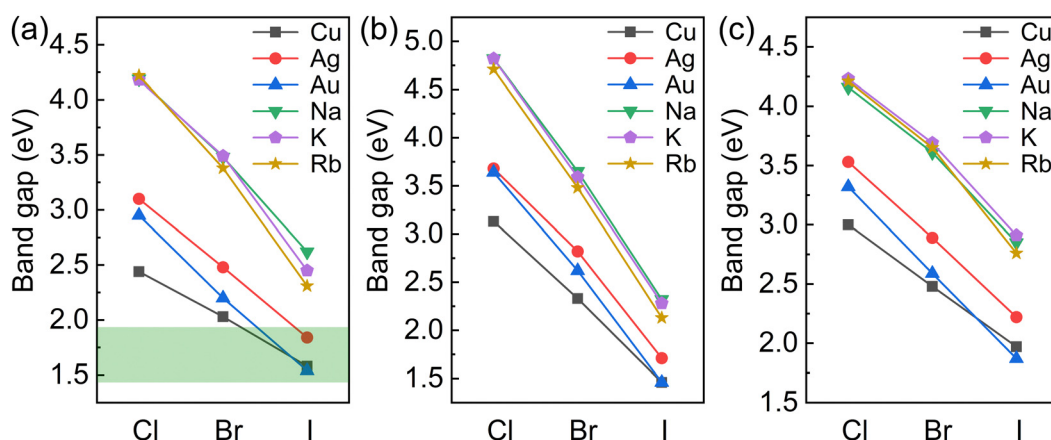 (a)
Band gap (eV)
4.5
4.0
3.5
3.0
2.5
2.0
1.5
Cl Br I
Cu
Ag
Au
Na
K
Rb
(b)
Band gap (eV)
5.0
4.5
4.0
3.5
3.0
2.5
2.0
1.5
Cl Br I
Cu
Ag
Au
Na
K
Rb
(c)
Band gap (eV)
4.5
4.0
3.5
3.0
2.5
2.0
1.5
Cl Br I
Cu
Ag
Au
Na
K
Rb